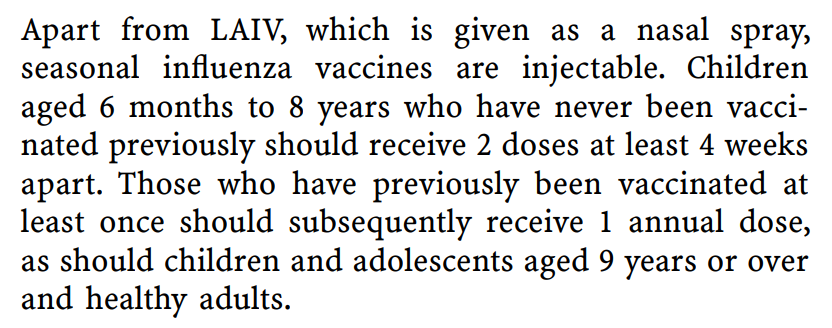 Apart from LAIV, which is given as a nasal spray,
seasonal influenza vaccines are injectable. Children
aged 6 months to 8 years who have never been vacci-
nated previously should receive 2 doses at least 4 weeks
apart. Those who have previously been vaccinated at
least once should subsequently receive 1 annual dose,
as should children and adolescents aged 9 years or over
and healthy adults.